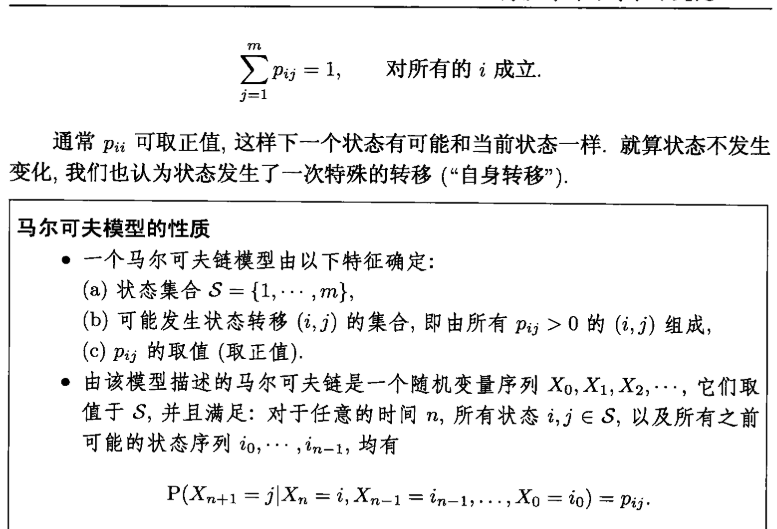 $$\sum_{j=1}^{m} p_{ij} = 1, \qquad 对所有的\ i\ 成立.$$
通常 $p_{ii}$ 可取正值, 这样下一个状态有可能和当前状态一样. 就算状态不发生
变化, 我们也认为状态发生了一次特殊的转移 (“自身转移”).
马尔可夫模型的性质
• 一个马尔可夫链模型由以下特征确定:
(a) 状态集合 $\mathcal{S} = \{1, \cdots, m\}$,
(b) 可能发生状态转移 $(i, j)$ 的集合, 即由所有 $p_{ij} > 0$ 的 $(i, j)$ 组成,
(c) $p_{ij}$ 的取值 (取正值).
• 由该模型描述的马尔可夫链是一个随机变量序列 $X_0, X_1, X_2, \cdots$, 它们取
值于 $\mathcal{S}$, 并且满足: 对于任意的时间 $n$, 所有状态 $i, j \in \mathcal{S}$, 以及所有之前
可能的状态序列 $i_0, \cdots, i_{n-1}$, 均有
$$\mathrm{P}(X_{n+1} = j | X_n = i, X_{n-1} = i_{n-1}, \ldots, X_0 = i_0) = p_{ij}.$$